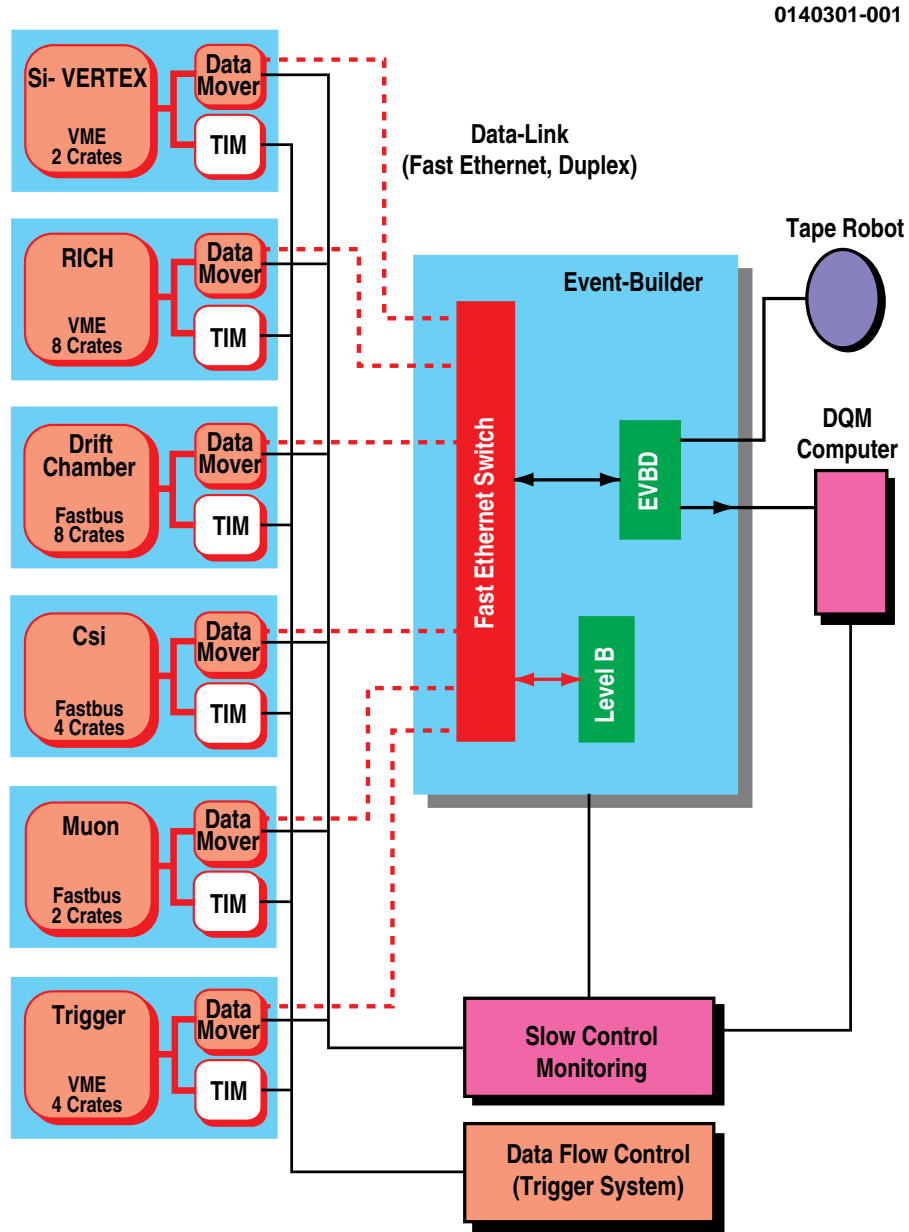 0140301-001
Si- VERTEX
VME
2 Crates
Data
Mover
TIM
Data-Link
(Fast Ethernet, Duplex)
RICH
VME
8 Crates
Data
Mover
TIM
Tape Robot
Event-Builder
Fast Ethernet Switch
EVBD
Level B
DQM
Computer
Drift
Chamber
Fastbus
8 Crates
Data
Mover
TIM
Csi
Fastbus
4 Crates
Data
Mover
TIM
Muon
Fastbus
2 Crates
Data
Mover
TIM
Trigger
VME
4 Crates
Data
Mover
TIM
Slow Control
Monitoring
Data Flow Control
(Trigger System)